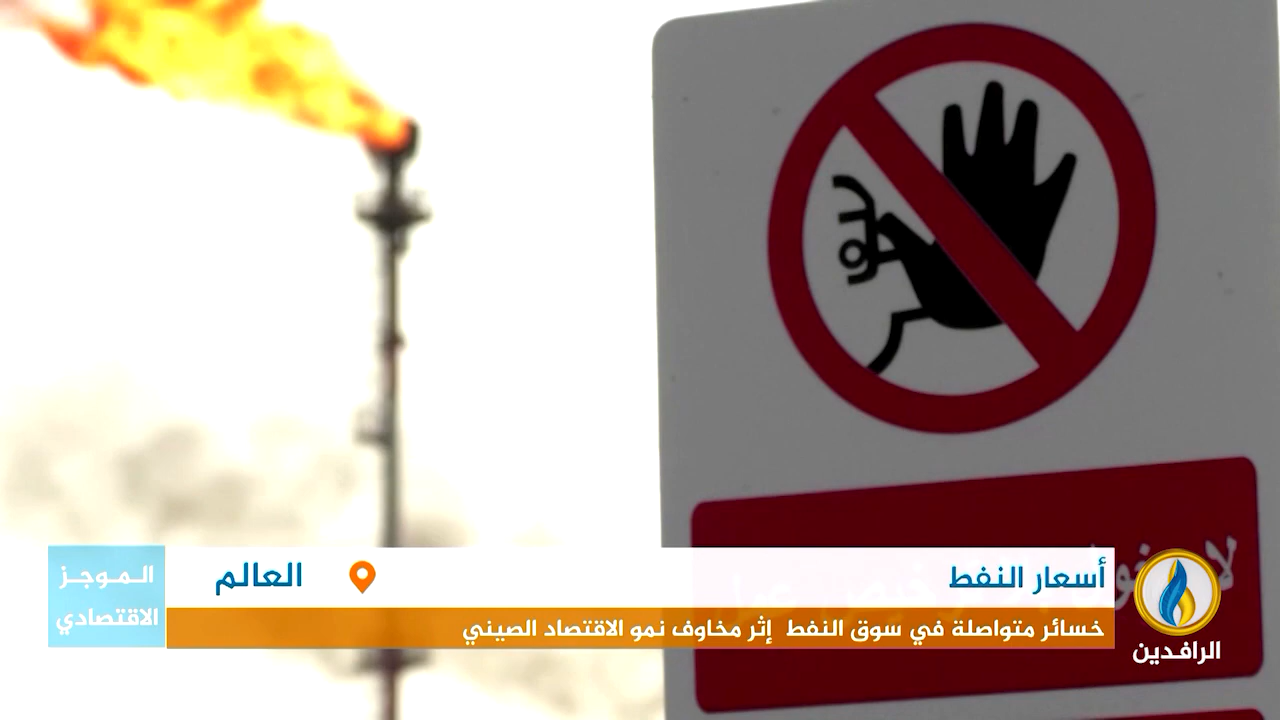 أسعار النفط
العالم
خسائر متواصلة في سوق النفط إثر مخاوف نمو الاقتصاد الصيني
الموجز
الاقتصادي
الرافدين